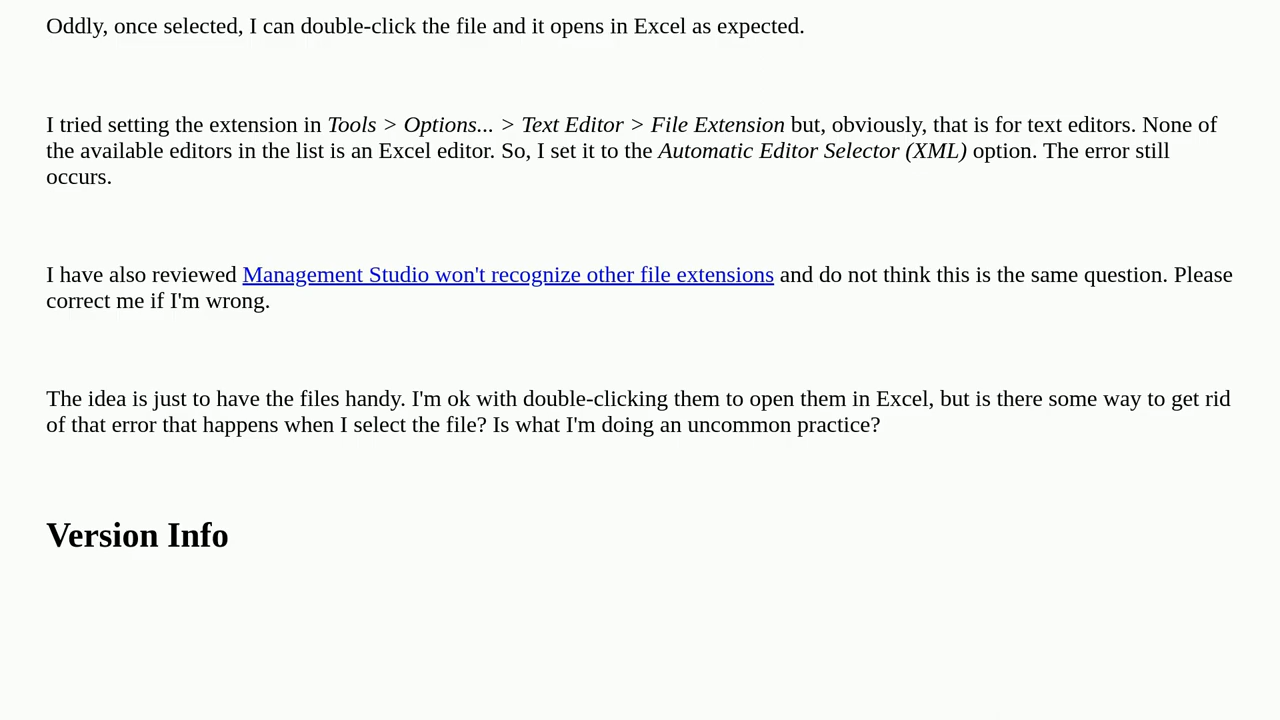 Oddly, once selected, I can double-click the file and it opens in Excel as expected.
I tried setting the extension in Tools > Options... > Text Editor > File Extension but, obviously, that is for text editors. None of
the available editors in the list is an Excel editor. So, I set it to the Automatic Editor Selector (XML) option. The error still
occurs.
I have also reviewed Management Studio won't recognize other file extensions and do not think this is the same question. Please
correct me if I'm wrong.
The idea is just to have the files handy. I'm ok with double-clicking them to open them in Excel, but is there some way to get rid
of that error that happens when I select the file? Is what I'm doing an uncommon practice?
Version Info